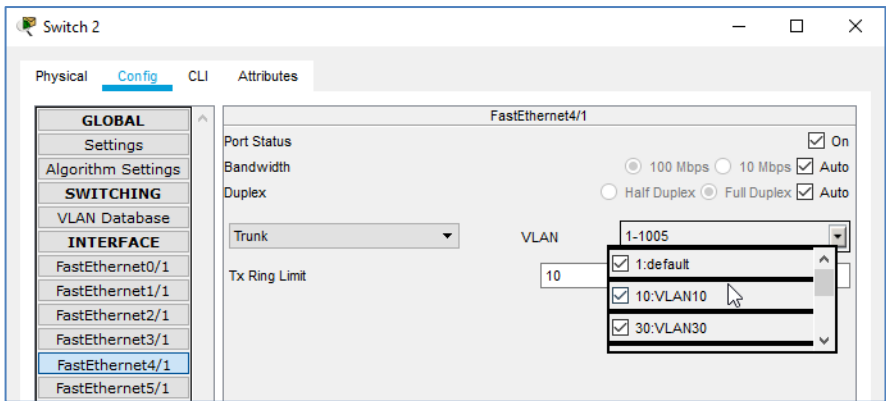 Switch 2
Physical Config CLI Attributes
GLOBAL
Settings
Algorithm Settings
SWITCHING
VLAN Database
INTERFACE
FastEthernet0/1
FastEthernet1/1
FastEthernet2/1
FastEthernet3/1
FastEthernet4/1
FastEthernet5/1
FastEthernet4/1
Port Status On
Bandwidth 100 Mbps 10 Mbps Auto
Duplex Half Duplex Full Duplex Auto
Trunk VLAN 1-1005
1:default
10:VLAN10
30:VLAN30
Tx Ring Limit 10